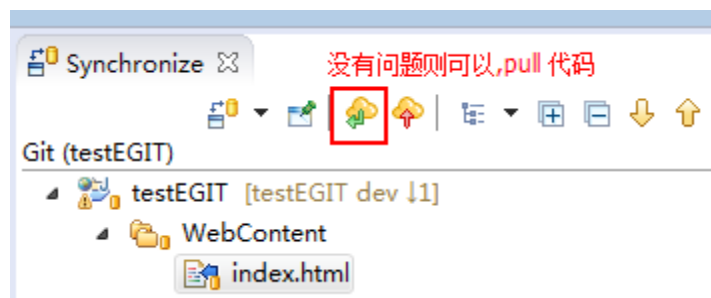 Synchronize
没有问题则可以,pull 代码
Git (testEGIT)
testEGIT [testEGIT dev ↓1]
WebContent
index.html